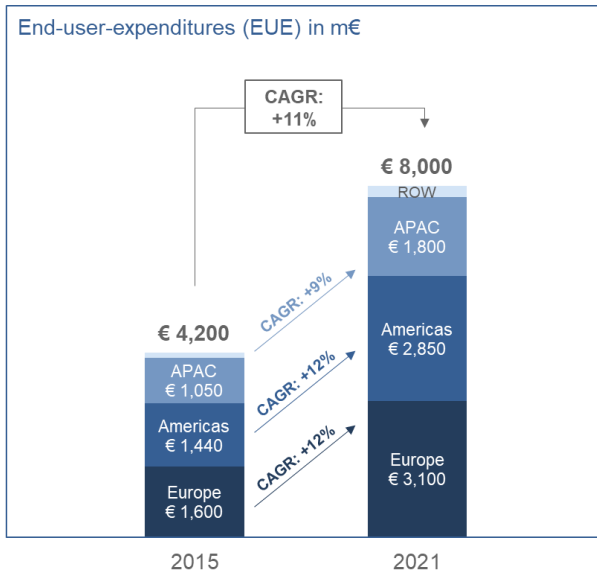 End-user-expenditures (EUE) in m€
CAGR:
+11%
€ 8,000
ROW
APAC
€ 1,800
CAGR: +9%
€ 4,200
Americas
€ 2,850
APAC
€ 1,050
CAGR: +12%
Americas
€ 1,440
CAGR: +12%
Europe
€ 3,100
Europe
€ 1,600
2015
2021